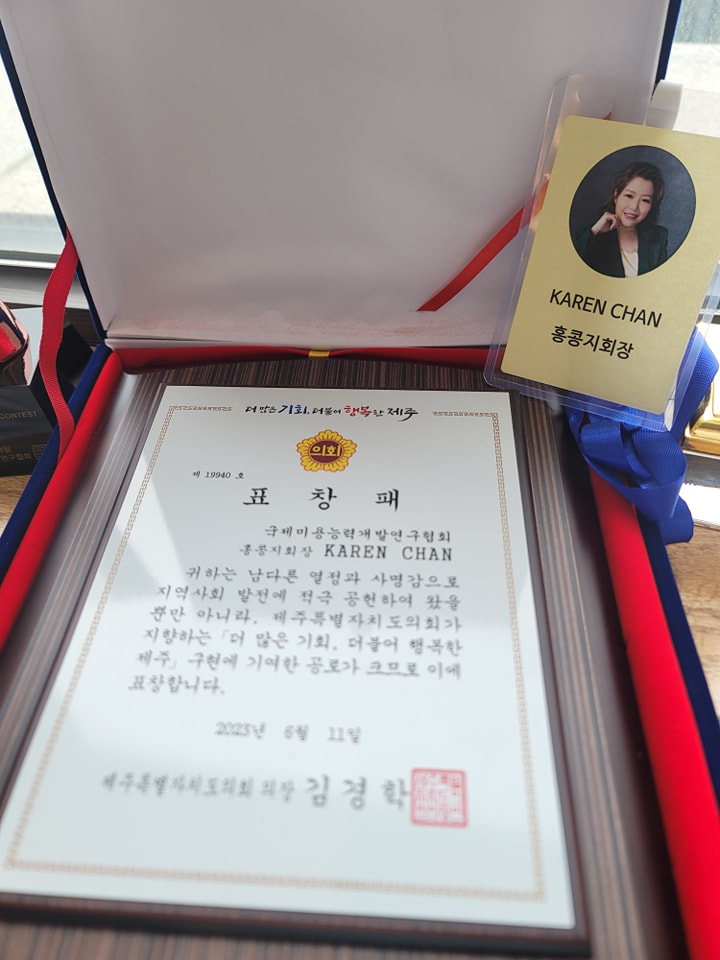 더 많은 기회, 더불어 행복한 제주
의회
제 19940 호
표 창 패
국제미용능력개발연구협회
홍콩지회장 KAREN CHAN
귀하는 남다른 열정과 사명감으로
지역사회 발전에 적극 공헌하여 왔을
뿐만 아니라, 제주특별자치도의회가
지향하는 「더 많은 기회, 더불어 행복한
제주」 구현에 기여한 공로가 크므로 이에
표창합니다.
2023년 6월 11일
제주특별자치도의회 의장 김 경 학
KAREN CHAN
홍콩지회장
CONTEST
연구협회